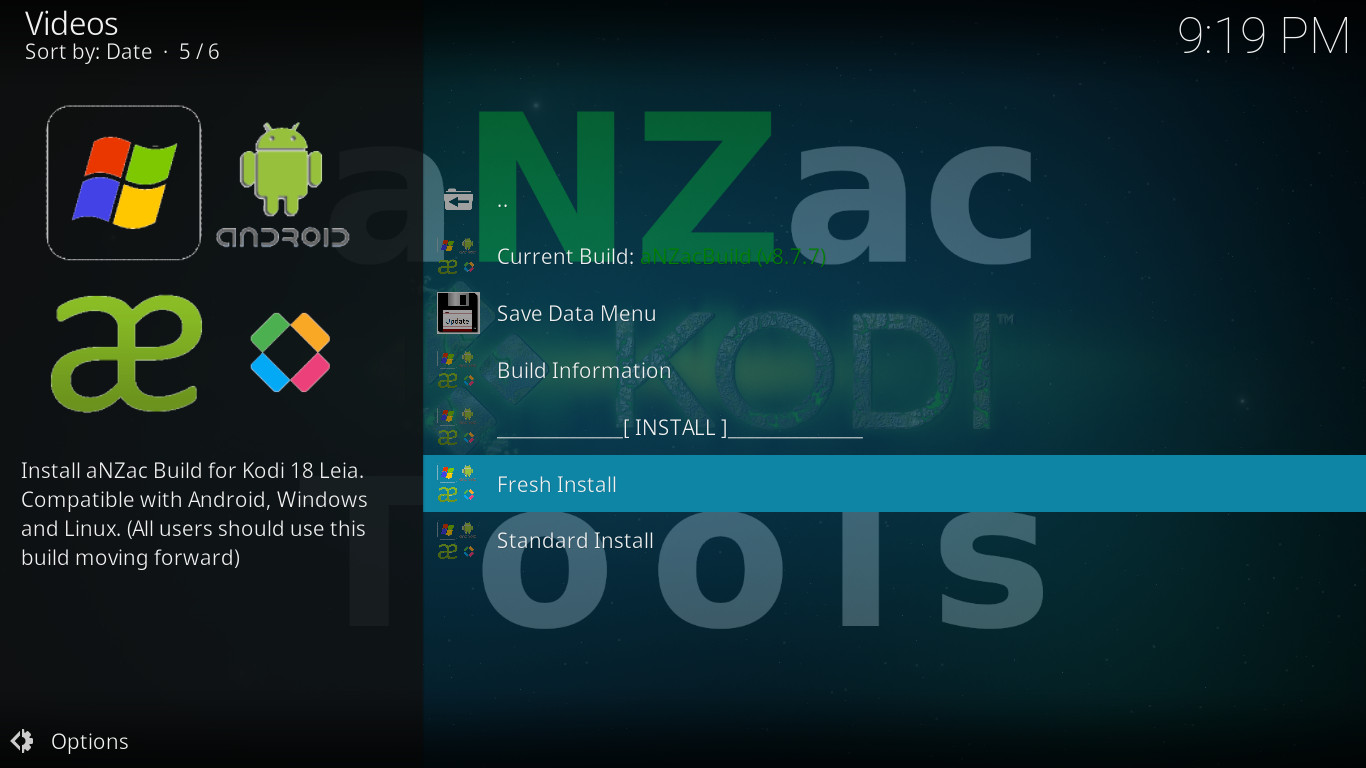 Videos
Sort by: Date · 5 / 6
9:19 PM
aNZac
KODI™
Tools
ANDROID
æ
Install aNZac Build for Kodi 18 Leia.
Compatible with Android, Windows
and Linux. (All users should use this
build moving forward)
..
Current Build: aNZacBuild (v8.7.7)
Update
Save Data Menu
Build Information
______________[ INSTALL ]_______________
Fresh Install
Standard Install
Options